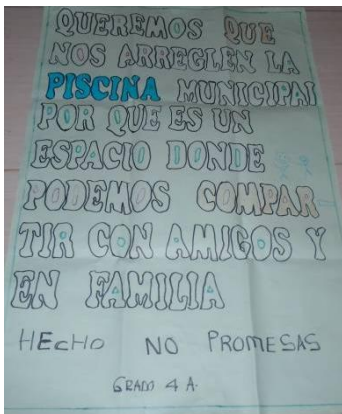 QUEREMOS QUE
NOS ARREGLEN LA
PISCINA MUNICIPAL
POR QUE ES UN
ESPACIO DONDE
PODEMOS COMPAR
TIR CON AMIGOS Y
EN FAMILIA
HECHO NO PROMESAS
GRADO 4 A.